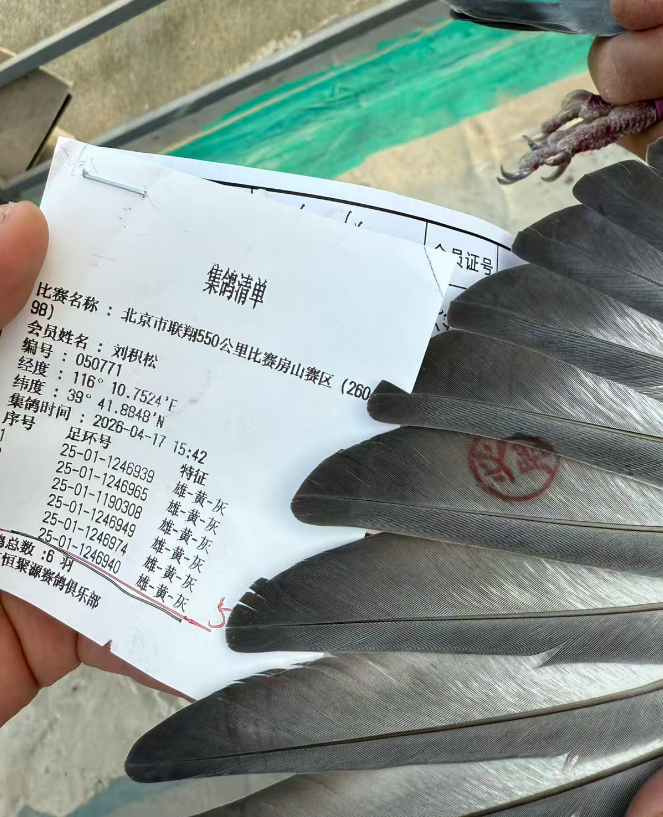 集鸽清单
比赛名称：北京市联翔550公里比赛房山赛区（260
98）
会员姓名：刘积松
编号：050771
经度：116°10.7524'E
纬度：39°41.8848'N
集鸽时间：2026-04-17 15:42
序号 足环号 特征
1 25-01-1246939 雄-黄-灰
25-01-1246965 雄-黄-灰
25-01-1190308 雄-黄-灰
25-01-1246949 雄-黄-灰
25-01-1246974 雄-黄-灰
25-01-1246940 雄-黄-灰
总数：6 羽
恒聚源赛鸽俱乐部
会员证号